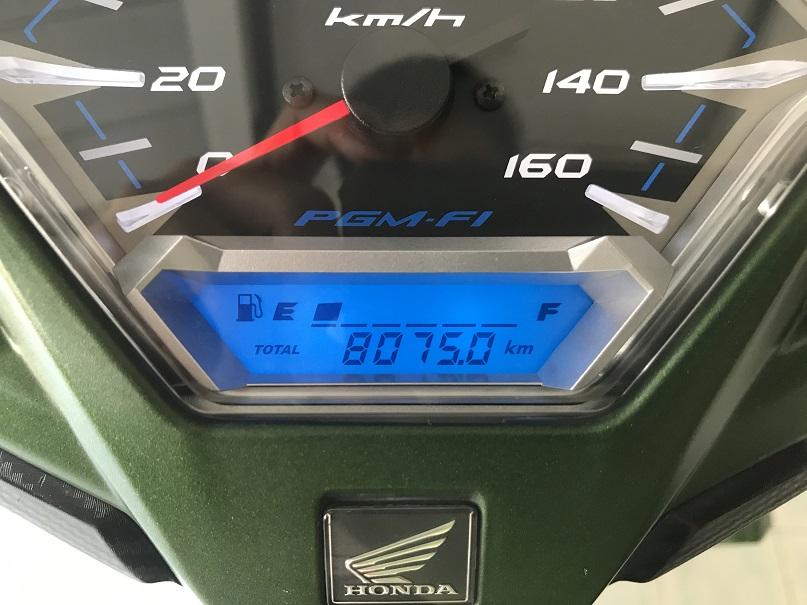 km/h
20
140
0
160
PGM-FI
E
F
TOTAL 8075.0 km
HONDA